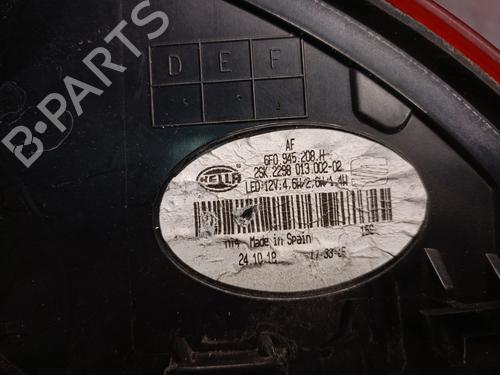 D E F
B-PARTS
AF
6F0 945 208 H
HELLA
2SK 2298 013 002-02
LED:12V:4.6W/2.6W/1.4W
Made in Spain
24 10 18